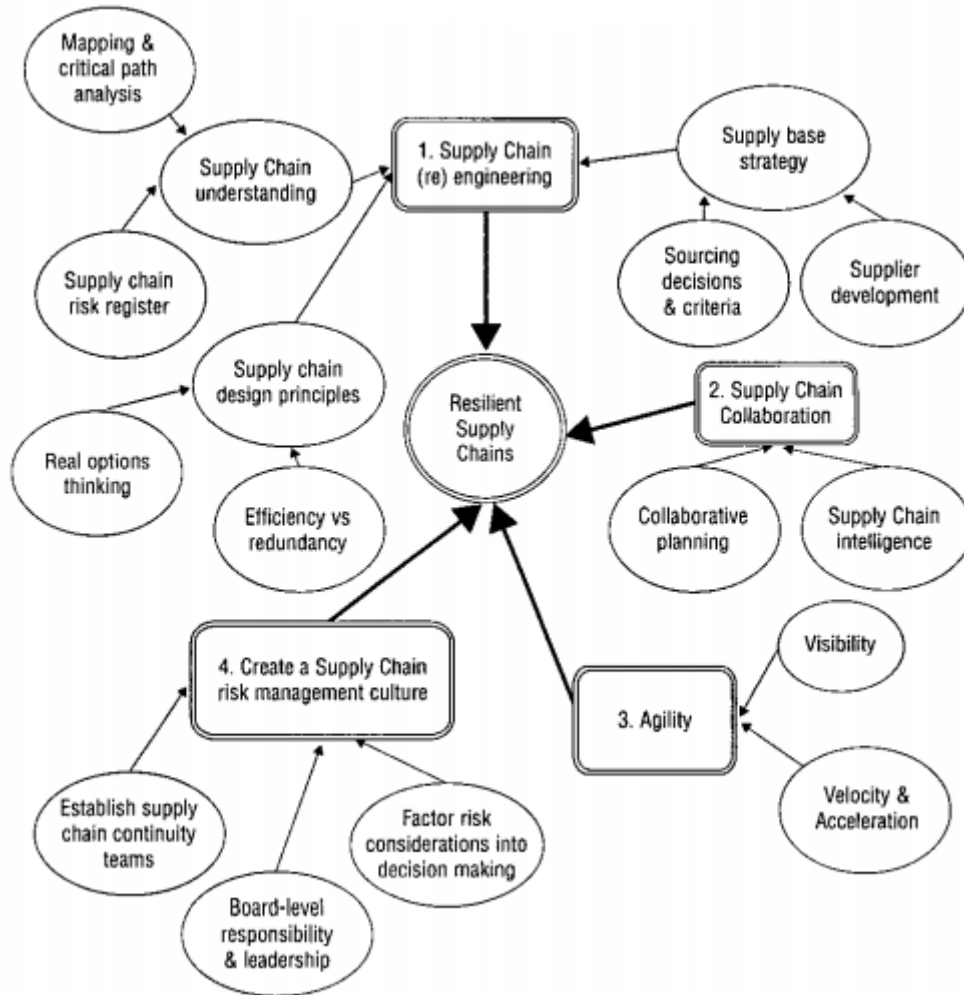 Mapping &
critical path
analysis
Supply Chain
understanding
Supply chain
risk register
1. Supply Chain
(re) engineering
Supply base
strategy
Sourcing
decisions
& criteria
Supplier
development
Supply chain
design principles
Real options
thinking
Efficiency vs
redundancy
Resilient
Supply
Chains
2. Supply Chain
Collaboration
Collaborative
planning
Supply Chain
intelligence
4. Create a Supply Chain
risk management culture
Visibility
3. Agility
Velocity &
Acceleration
Establish supply
chain continuity
teams
Board-level
responsibility
& leadership
Factor risk
considerations into
decision making